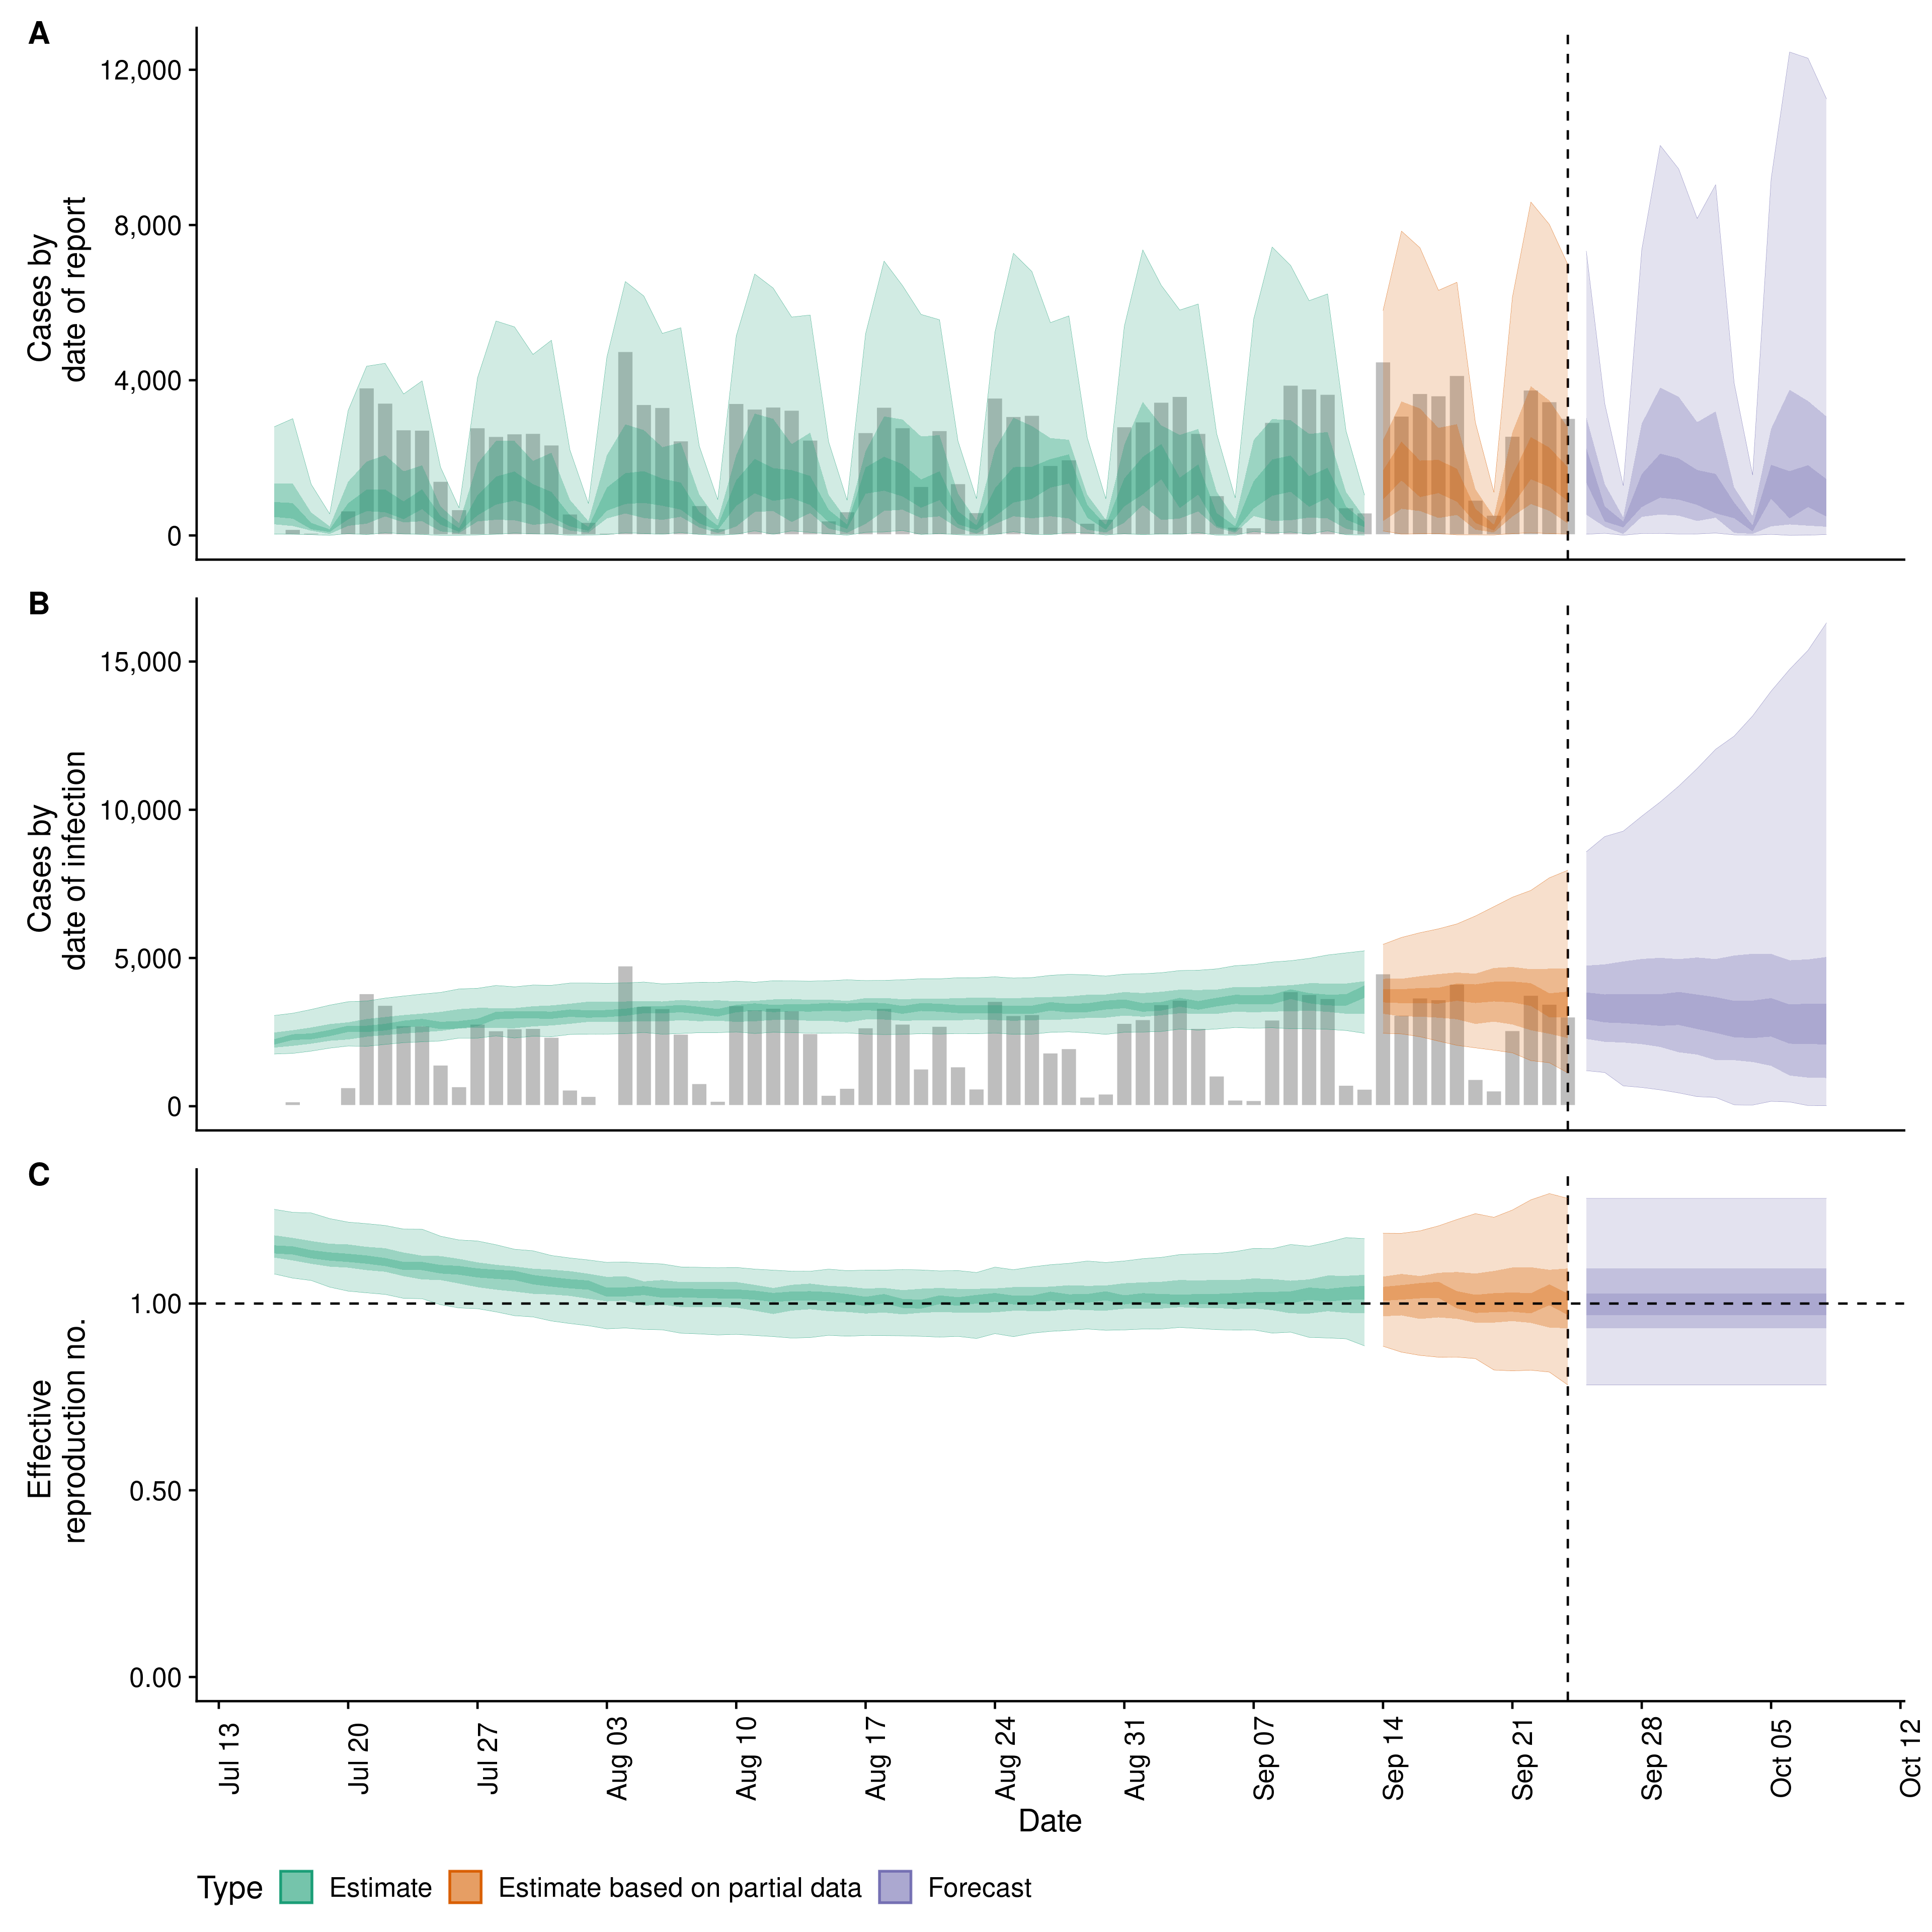 A
12,000
8,000
4,000
0
Cases by
date of report
B
15,000
10,000
5,000
0
Cases by
date of infection
C
1.00
0.50
0.00
Effective
reproduction no.
Jul 13
Jul 20
Jul 27
Aug 03
Aug 10
Aug 17
Aug 24
Aug 31
Sep 07
Sep 14
Sep 21
Sep 28
Oct 05
Oct 12
Date
Type Estimate Estimate based on partial data Forecast